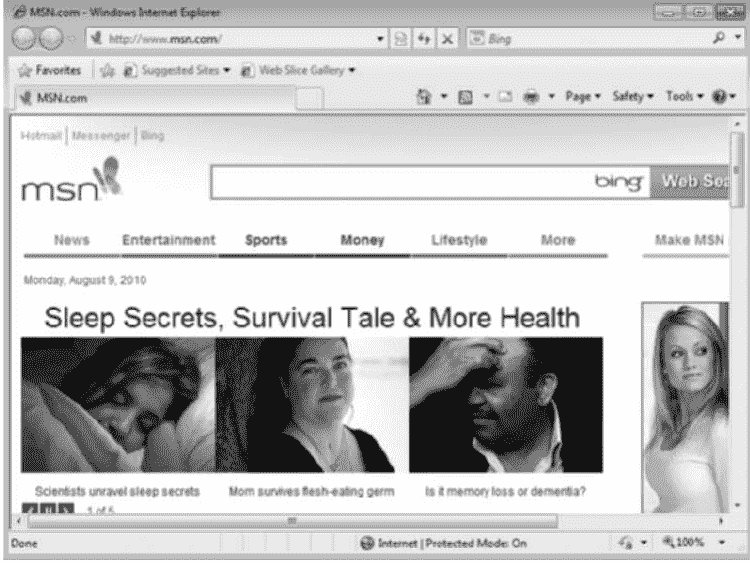 MSN.com - Windows Internet Explorer
http://www.msn.com/
Bing
Favorites Suggested Sites Web Slice Gallery
MSN.com
Page Safety Tools
Hotmail Messenger Bing
msn
bing Web Sea
News Entertainment Sports Money Lifestyle More Make MSN
Monday, August 9, 2010
Sleep Secrets, Survival Tale & More Health
Scientists unravel sleep secrets Mom survives flesh-eating germ Is it memory loss or dementia?
1 of 5
Done Internet | Protected Mode: On 100%